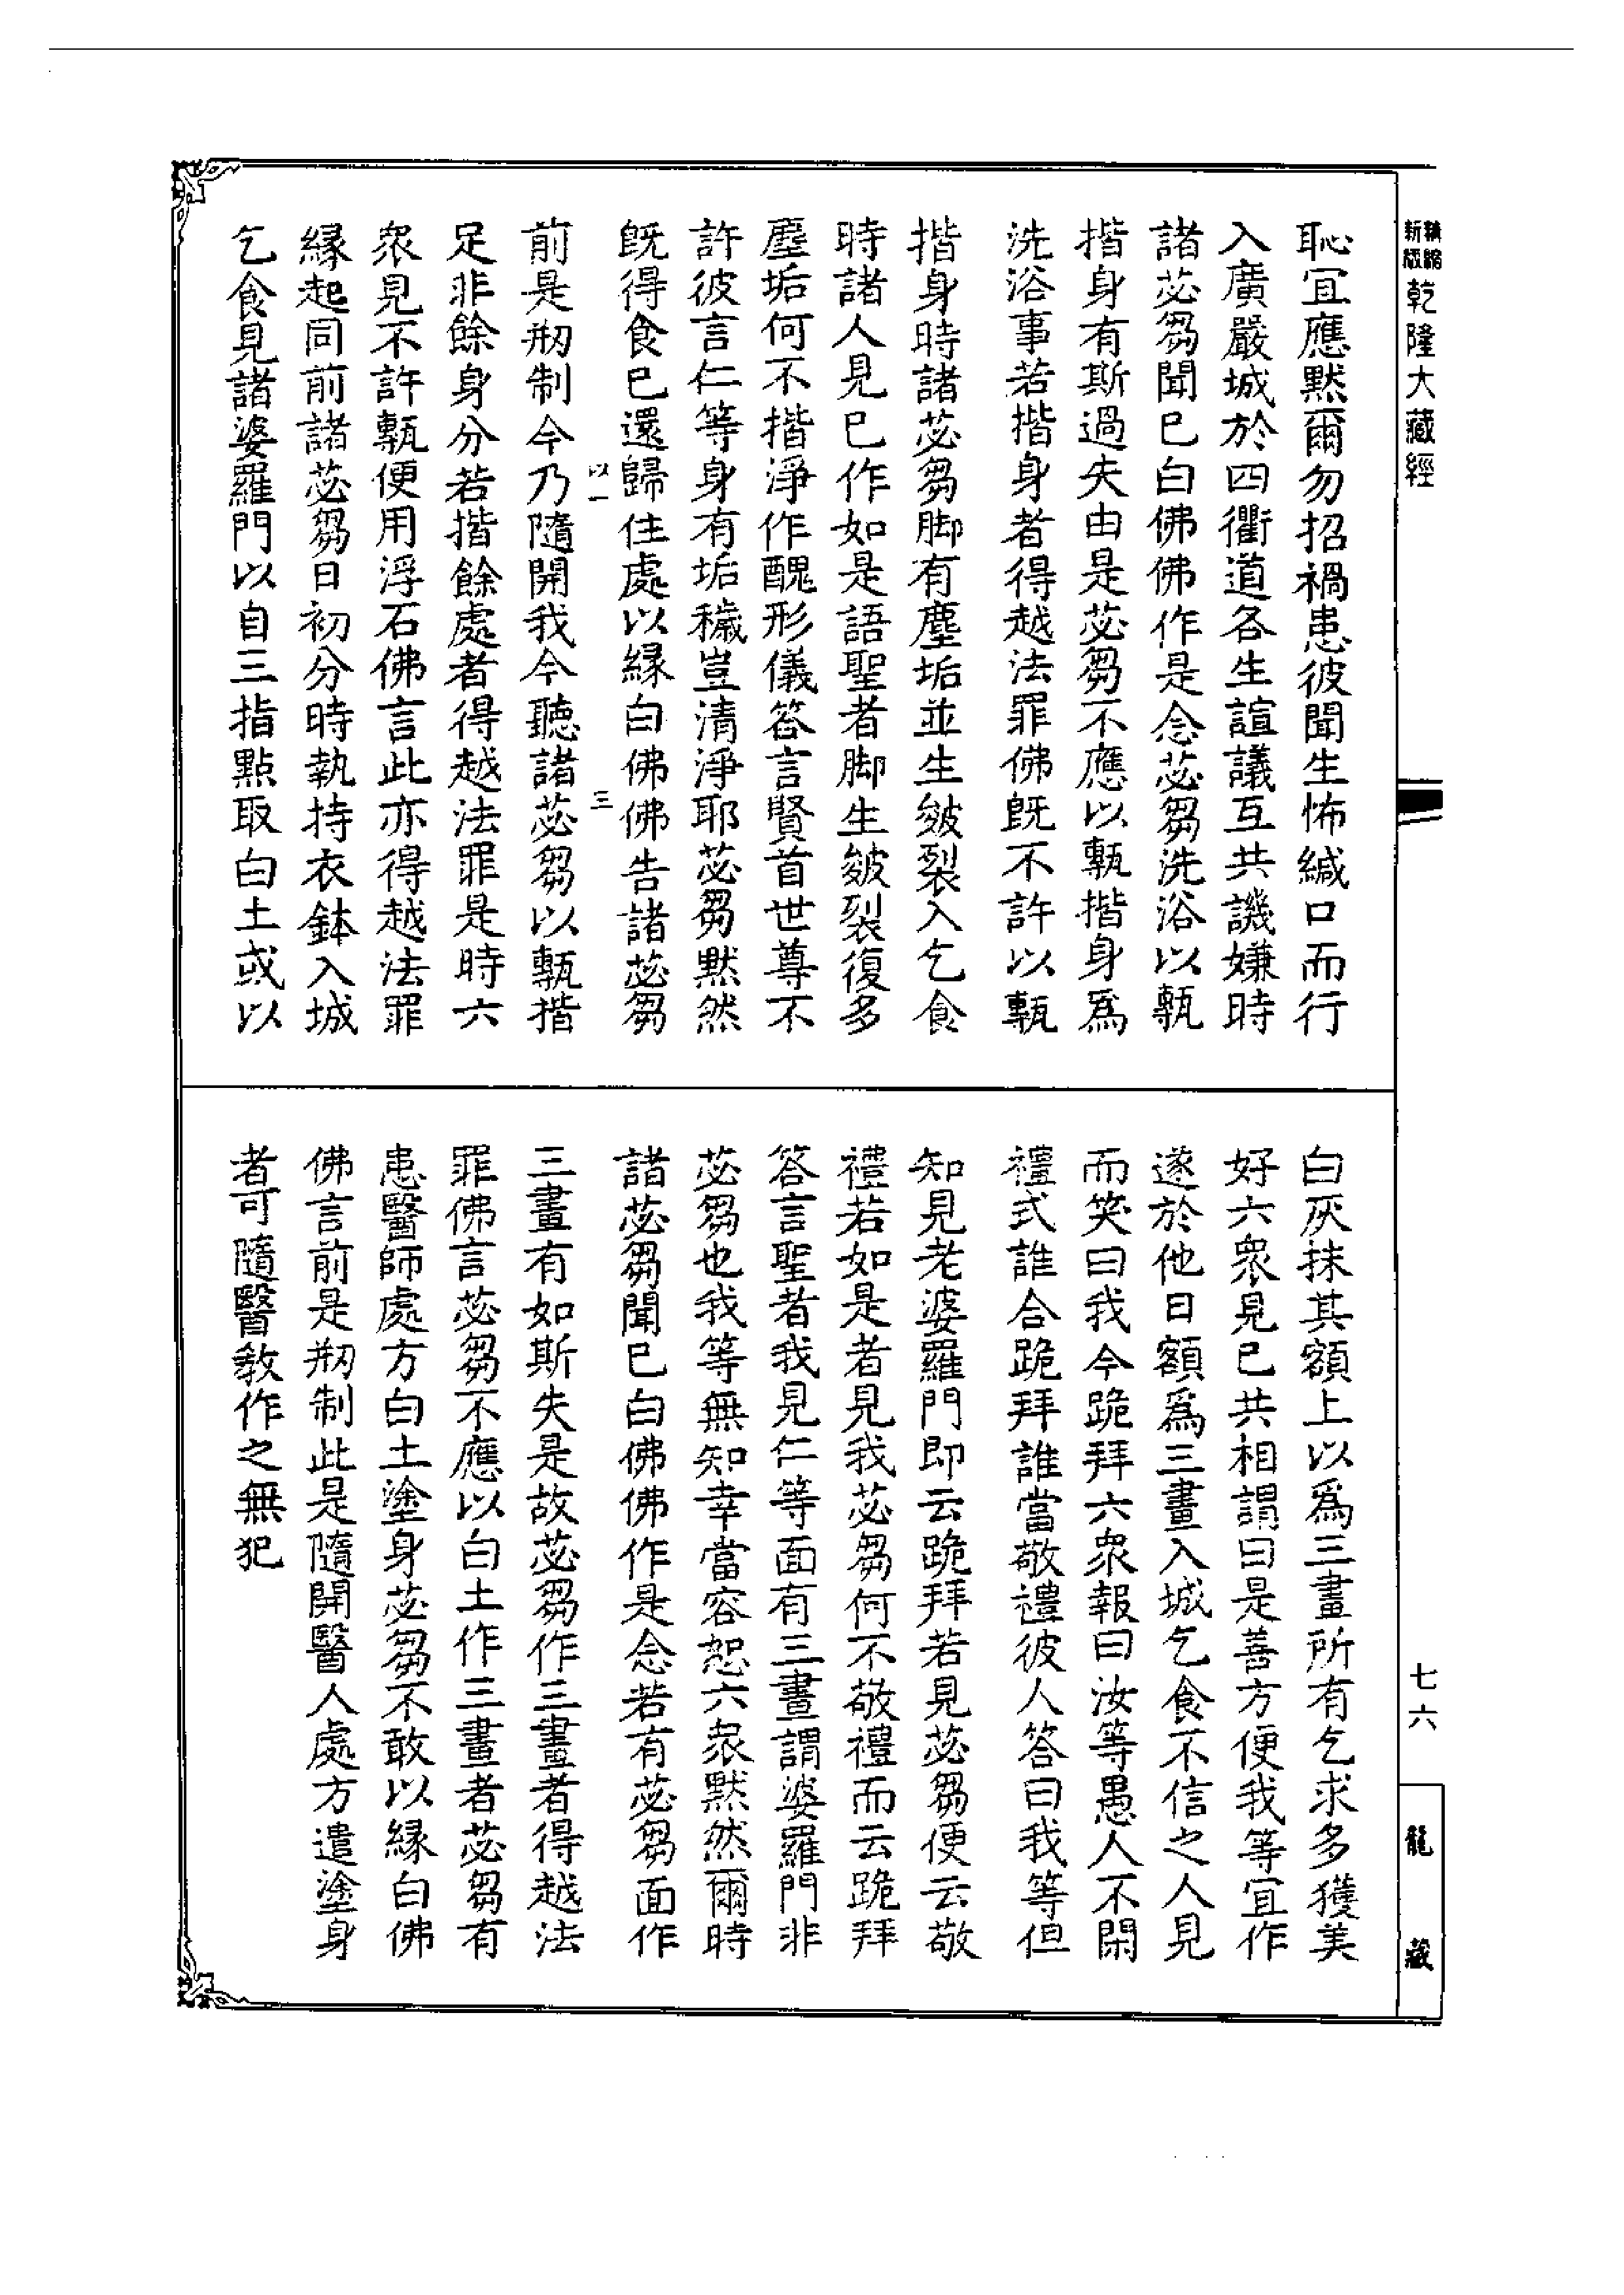 精縮新版乾隆大藏經
恥宜應默爾勿招禍患彼聞生怖緘口而行
入廣嚴城於四衢道各生誼議互共譏嫌時
諸苾芻聞已白佛佛作是念苾芻洗浴以甎
揩身有斯過失由是苾芻不應以甎揩身爲
洗浴事若揩身者得越法罪佛旣不許以甎
揩身時諸苾芻脚有塵垢並生皴裂入乞食
時諸人見已作如是語聖者脚生皴裂復多
塵垢何不揩淨作醜形儀答言賢首世尊不
許彼言仁等身有垢穢豈清淨耶苾芻默然
旣得食已還歸住處以縁白佛佛告諸苾芻
以一 三
前是剏制今乃隨開我今聽諸苾芻以甎揩
足非餘身分若揩餘處者得越法罪是時六
衆見不許甎便用浮石佛言此亦得越法罪
縁起同前諸苾芻日初分時執持衣鉢入城
乞食見諸婆羅門以自三指點取白土或以
白灰抹其額上以爲三畫所有乞求多獲美
好六衆見已共相謂曰是善方便我等宜作
遂於他日額爲三畫入城乞食不信之人見
而笑曰我今跪拜六衆報曰汝等愚人不閑
禮式誰合跪拜誰當敬禮彼人答曰我等但
知見老婆羅門即云跪拜若見苾芻便云敬
禮若如是者見我苾芻何不敬禮而云跪拜
答言聖者我見仁等面有三畫謂婆羅門非
苾芻也我等無知幸當容恕六衆默然爾時
諸苾芻聞已白佛佛作是念若有苾芻面作
三畫有如斯失是故苾芻作三畫者得越法
罪佛言苾芻不應以白土作三畫者苾芻有
患醫師處方白土塗身苾芻不敢以縁白佛
佛言前是剏制此是隨開醫人處方遣塗身
者可隨醫教作之無犯
七六
龍藏